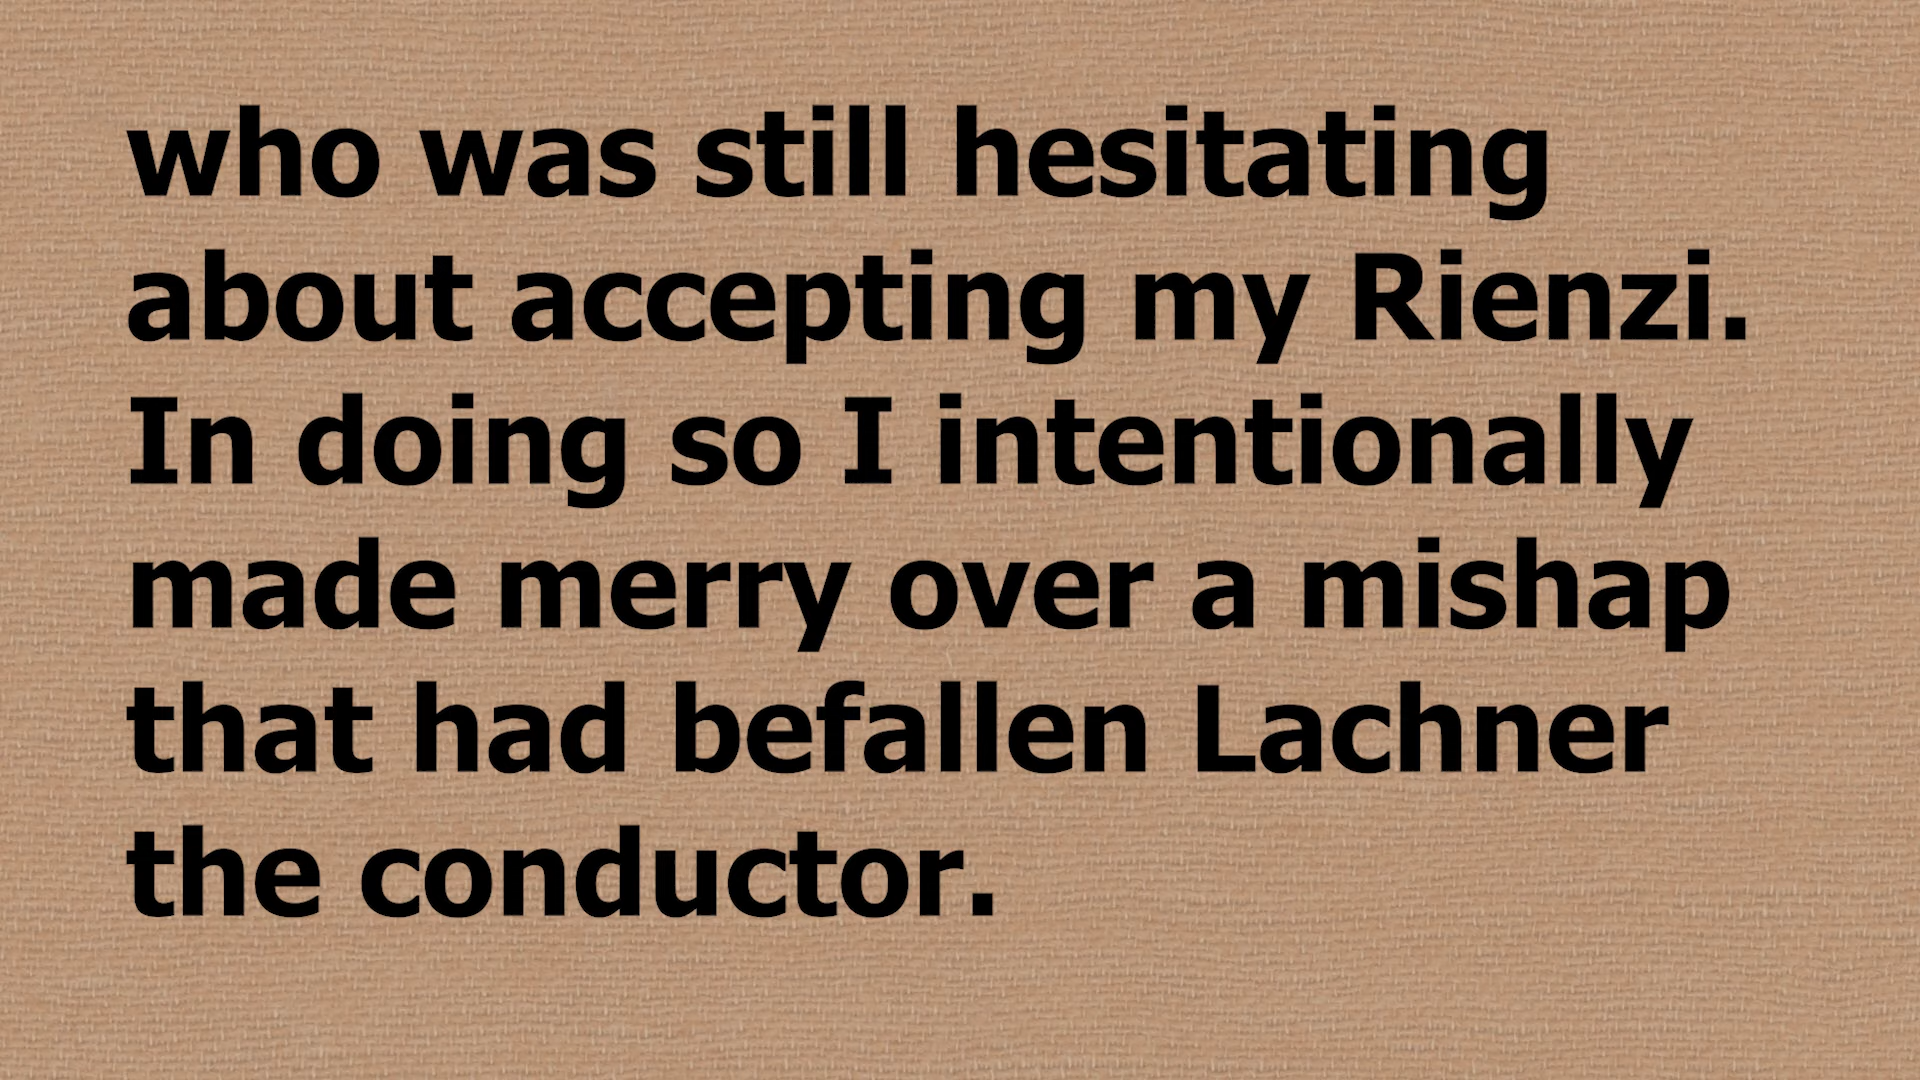 who was still hesitating
about accepting my Rienzi.
In doing so I intentionally
made merry over a mishap
that had befallen Lachner
the conductor.